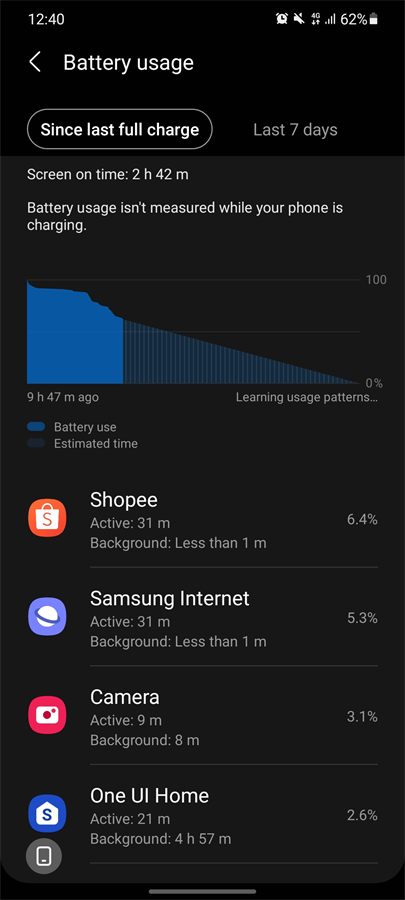 12:40
4G 62%
Battery usage
Since last full charge
Last 7 days
Screen on time: 2 h 42 m
Battery usage isn't measured while your phone is
charging.
100
0%
9 h 47 m ago
Learning usage patterns...
Battery use
Estimated time
Shopee
Active: 31 m
Background: Less than 1 m
6.4%
Samsung Internet
Active: 31 m
Background: Less than 1 m
5.3%
Camera
Active: 9 m
Background: 8 m
3.1%
One UI Home
Active: 21 m
Background: 4 h 57 m
2.6%